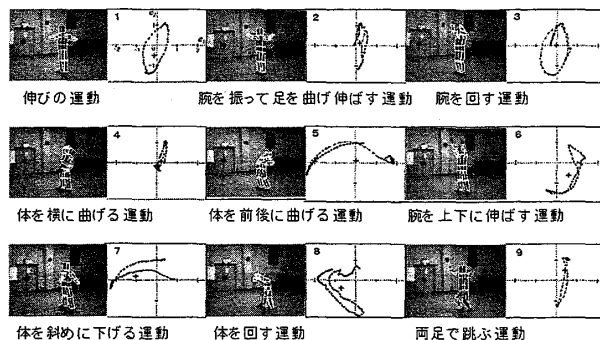 1 2 3
伸びの運動 腕を振って足を曲げ伸ばす運動 腕を回す運動
4 5 6
体を横に曲げる運動 体を前後に曲げる運動 腕を上下に伸ばす運動
7 8 9
体を斜めに下げる運動 体を回す運動 両足で跳ぶ運動